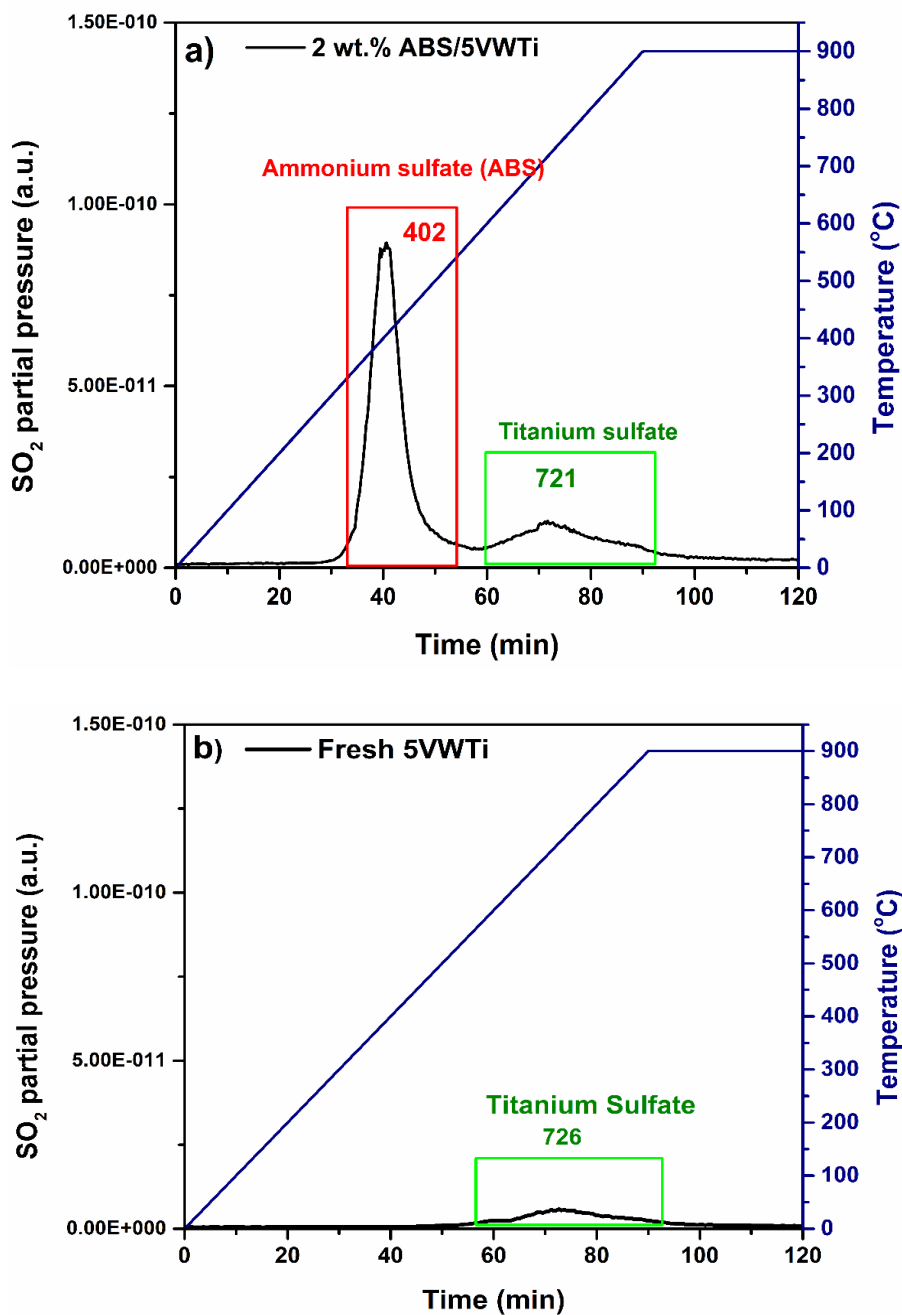 a)
2 wt.% ABS/5VWTi
Ammonium sulfate (ABS)
402
Titanium sulfate
721
SO2 partial pressure (a.u.)
1.50E-010
1.00E-010
5.00E-011
0.00E+000
0 20 40 60 80 100 120
Time (min)
900
800
700
600
500
400
300
200
100
0
Temperature (°C)
b)
Fresh 5VWTi
Titanium Sulfate
726
SO2 partial pressure (a.u.)
1.50E-010
1.00E-010
5.00E-011
0.00E+000
0 20 40 60 80 100 120
Time (min)
900
800
700
600
500
400
300
200
100
0
Temperature (°C)